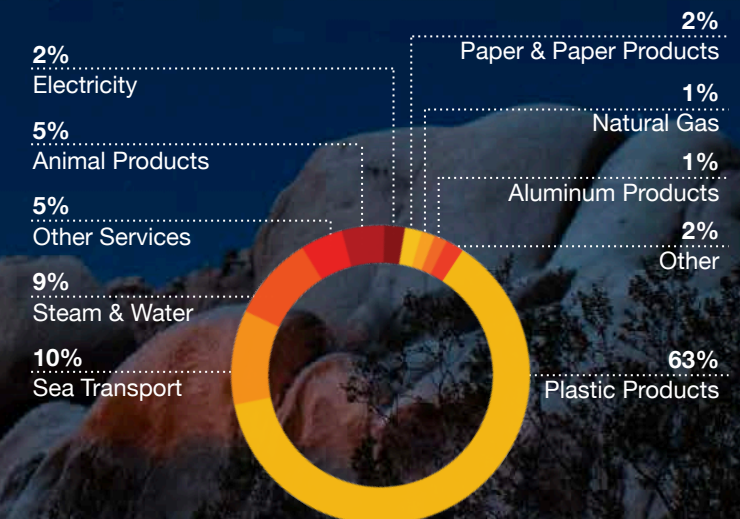 2%
Electricity
5%
Animal Products
5%
Other Services
9%
Steam & Water
10%
Sea Transport
2%
Paper & Paper Products
1%
Natural Gas
1%
Aluminum Products
2%
Other
63%
Plastic Products